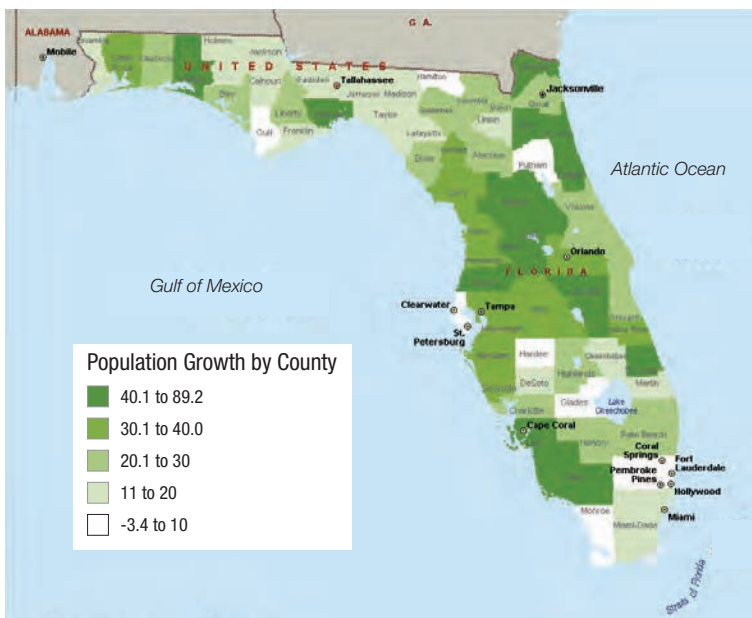 ALABAMA
Mobile
G A.
UNITED STATES
Holmes
Jackson
Calhoun
Bay
Gulf
Liberty
Franklin
Tallahassee
Jefferson Madison
Hamilton
Taylor
Lafayette
Dixie
Union
Alachua
Putnam
Jacksonville
Duval
Volusia
Atlantic Ocean
Orlando
FLORIDA
Gulf of Mexico
Clearwater
Tampa
St.
Petersburg
Hardee
DeSoto
Highlands
Okeechobee
Martin
Glades
Lake
Okeechobee
Charlotte
Cape Coral
Hendry
Palm Beach
Coral
Springs
Fort
Lauderdale
Pembroke
Pines
Hollywood
Monroe
Miami
Miami-Dade
Straits of Florida
Population Growth by County
40.1 to 89.2
30.1 to 40.0
20.1 to 30
11 to 20
-3.4 to 10